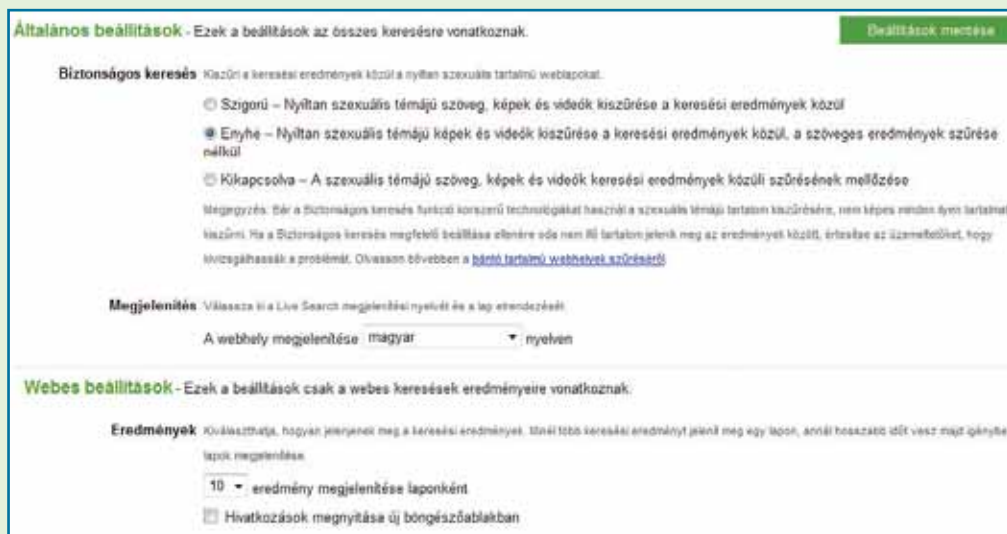 Általános beállítások - Ezek a beállítások az összes keresésre vonatkoznak.
Beállítások mentése
Biztonságos keresés Kiszűri a keresési eredmények közül a nyíltan szexuális tartalmú weblapokat.
Szigorú – Nyíltan szexuális témájú szöveg, képek és videók kiszűrése a keresési eredmények közül
Enyhe – Nyíltan szexuális témájú képek és videók kiszűrése a keresési eredmények közül, a szöveges eredmények szűrése
nélkül
Kikapcsolva – A szexuális témájú szöveg, képek és videók keresési eredmények közüli szűrésének mellőzése
Megjegyzés: Bár a Biztonságos keresés funkció korszerű technológiákat használ a szexuális témájú tartalom kiszűrésére, nem képes minden ilyen tartalmat
kiszűrni. Ha a Biztonságos keresés megfelelő beállítása ellenére oda nem illő tartalom jelenik meg az eredmények között, értesítse az üzemeltetőket, hogy
kivizsgálhassák a problémát. Olvasson bővebben a bántó tartalmú webhelyek szűréséről.
Megjelenítés Válassza ki a Live Search megjelenítési nyelvét és a lap elrendezését.
A webhely megjelenítése magyar nyelven
Webes beállítások - Ezek a beállítások csak a webes keresések eredményeire vonatkoznak.
Eredmények Kiválaszthatja, hogyan jelenjenek meg a keresési eredmények. Minél több keresési eredményt jelenít meg egy lapon, annál hosszabb időt vesz majd igénybe
lapok megjelenítése.
10 eredmény megjelenítése laponként
Hivatkozások megnyitása új böngészőablakban